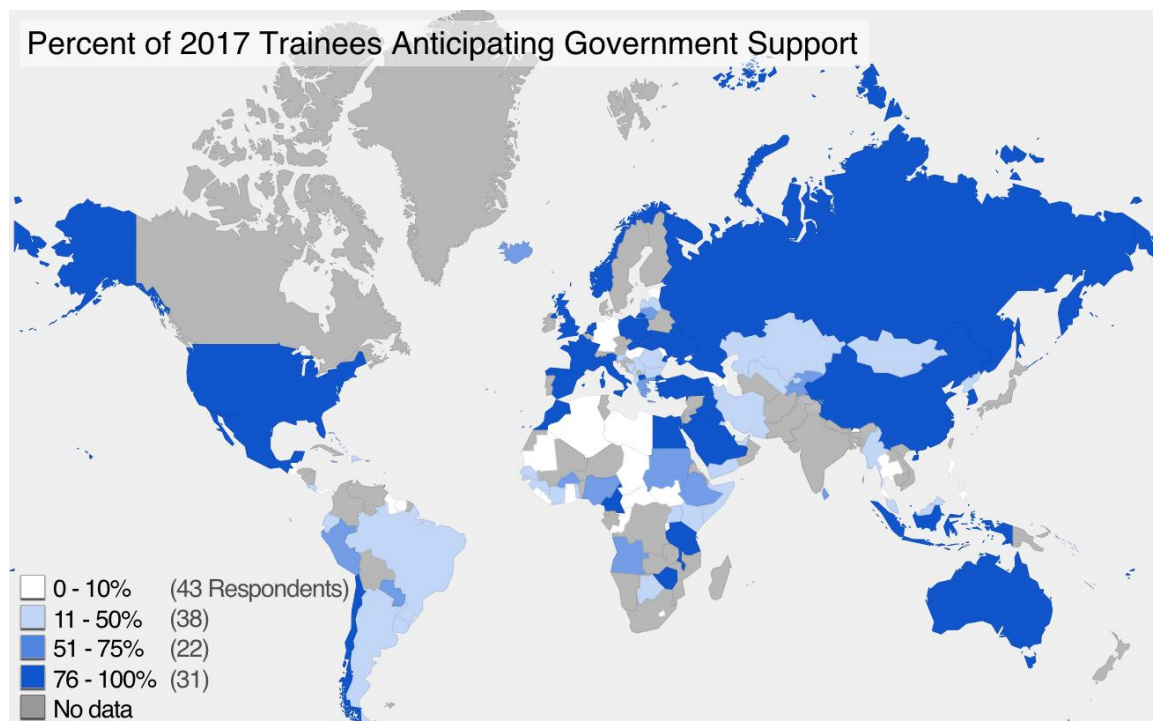 Percent of 2017 Trainees Anticipating Government Support
0 - 10% (43 Respondents)
11 - 50% (38)
51 - 75% (22)
76 - 100% (31)
No data